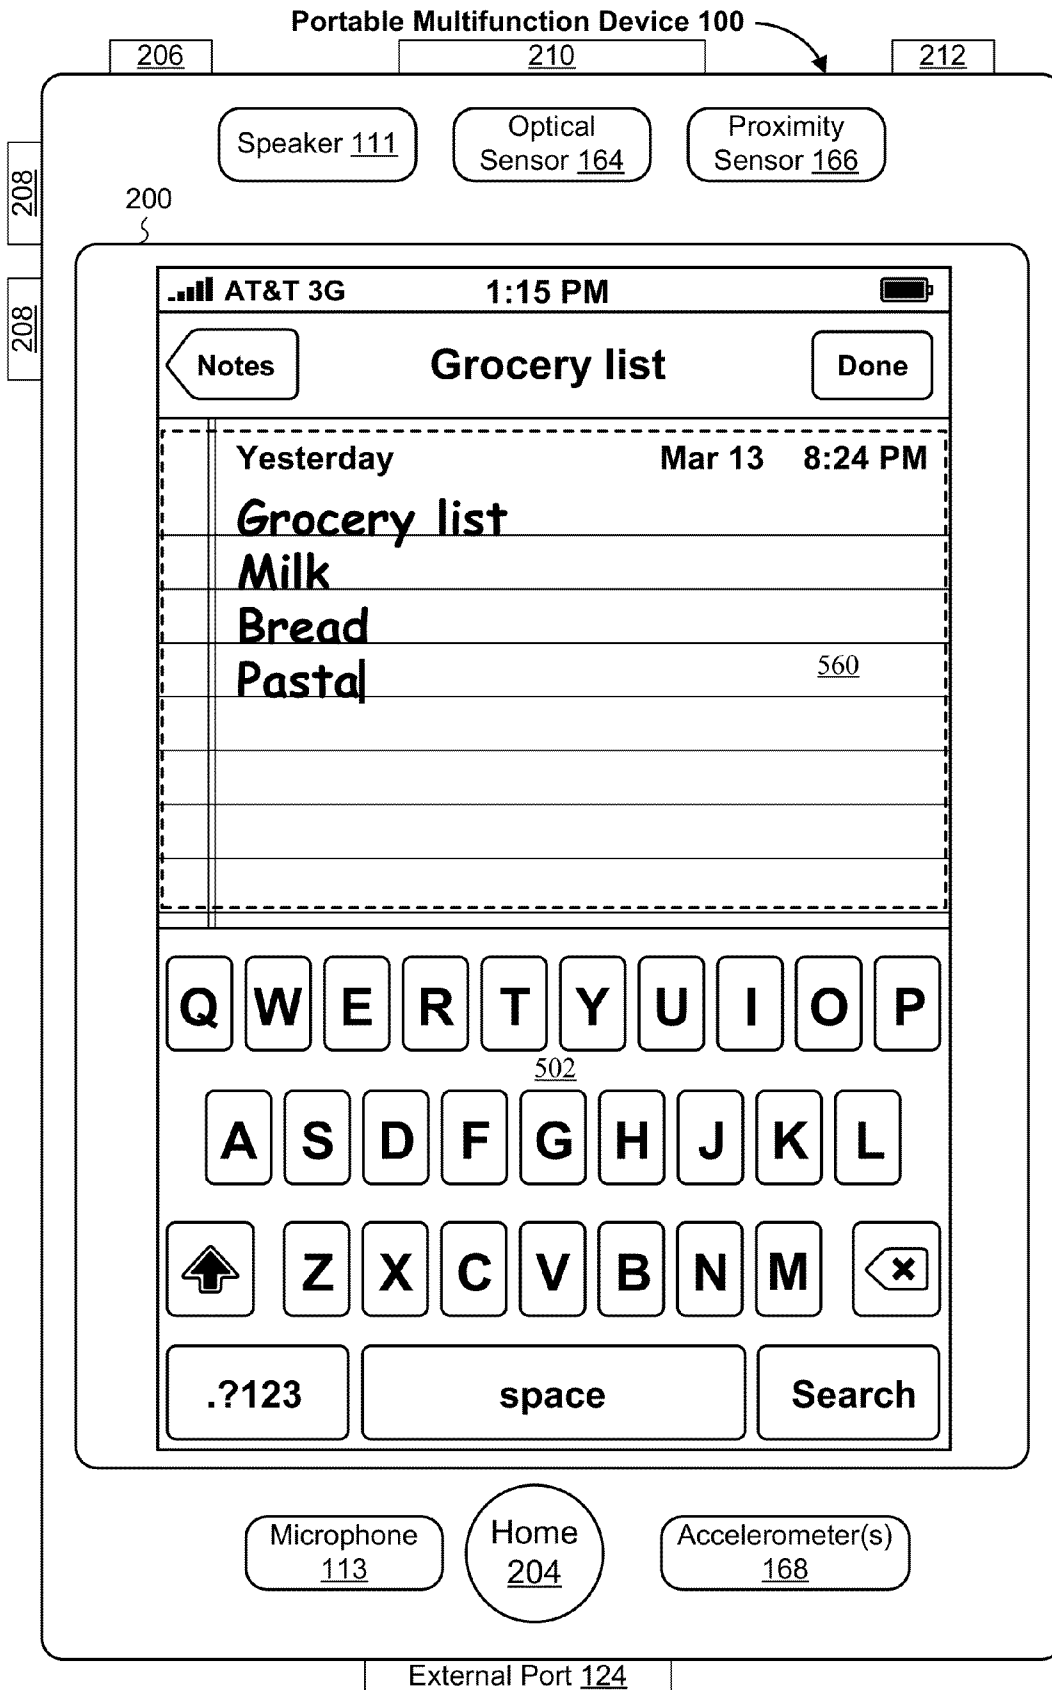 Portable Multifunction Device 100
206 210 212
Speaker 111
Optical
Sensor 164
Proximity
Sensor 166
208
208
200
AT&T 3G 1:15 PM
Notes Grocery list Done
Yesterday Mar 13 8:24 PM
Grocery list
Milk
Bread
Pasta
560
Q W E R T Y U I O P
502
A S D F G H J K L
Z X C V B N M
.?123 space Search
Microphone
113
Home
204
Accelerometer(s)
168
External Port 124